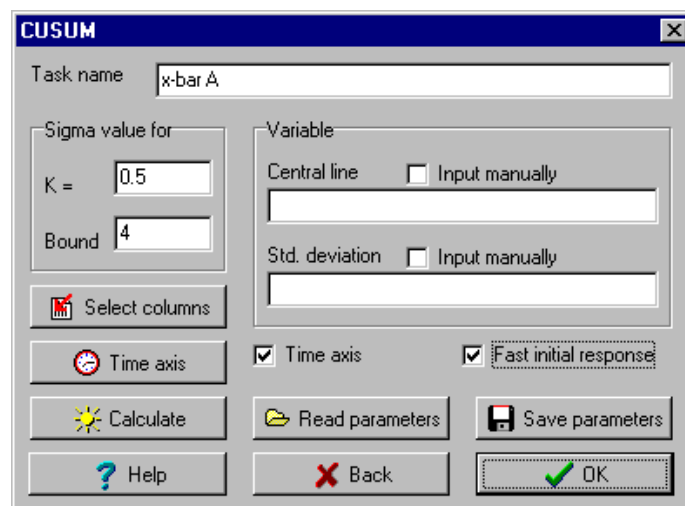 CUSUM
Task name x-bar A
Sigma value for
K = 0.5
Bound 4
Variable
Central line Input manually
Std. deviation Input manually
Select columns
Time axis
Time axis Fast initial response
Calculate Read parameters Save parameters
Help Back OK